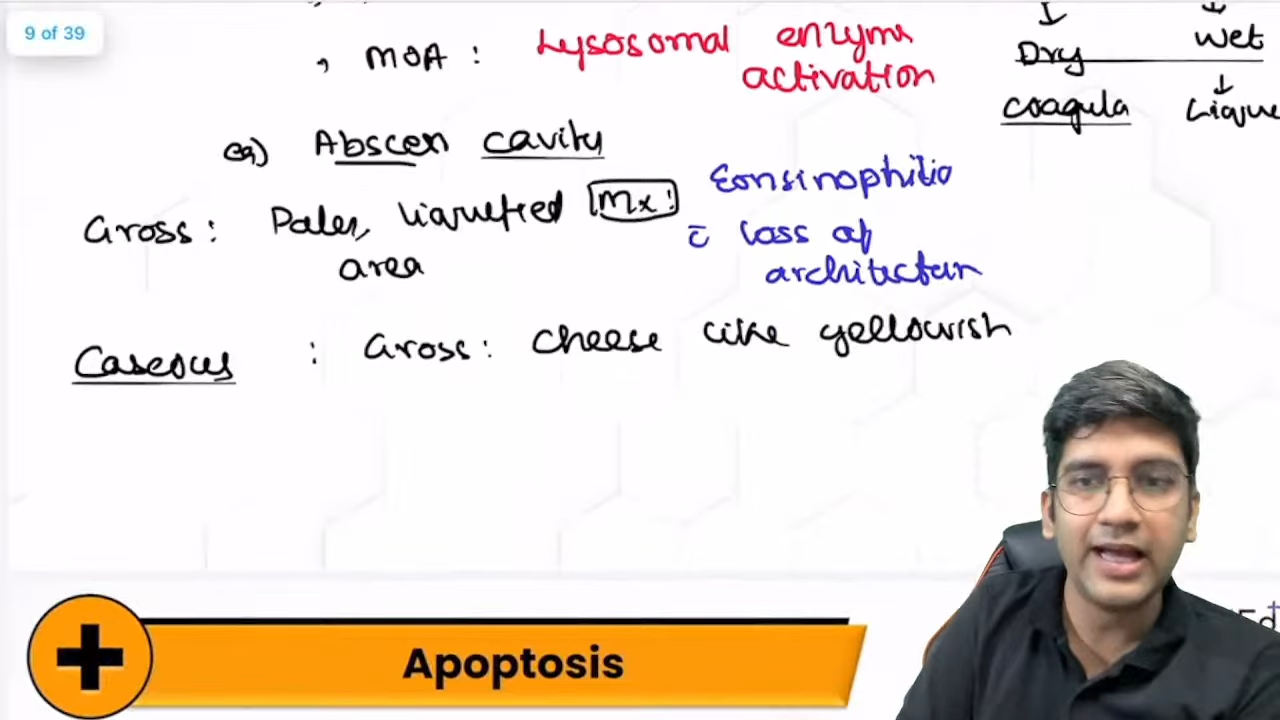 9 of 39
, MOA : Lysosomal enzyme
activation
Dry
Wet
coagula
Lique
eg) Abscess cavity
Gross : Pale, liquefied area
Mx :
Eonsinophilic
c̄ loss of
architecture
Caseous : Gross : cheese like yellowish
Apoptosis